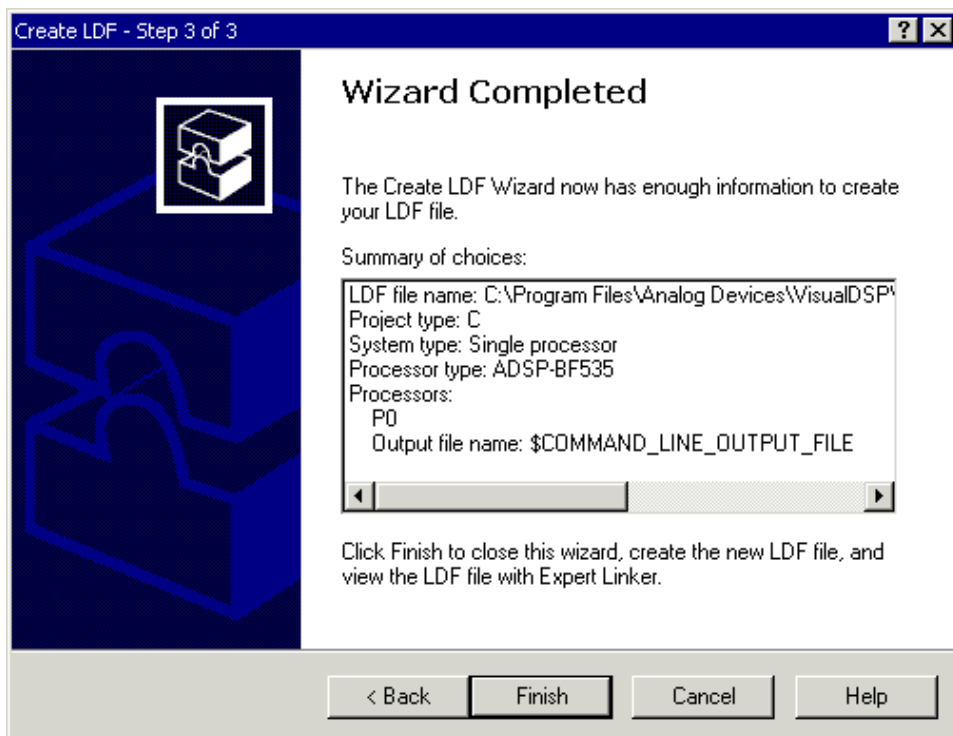 Create LDF - Step 3 of 3
Wizard Completed
The Create LDF Wizard now has enough information to create
your LDF file.
Summary of choices:
LDF file name: C:\Program Files\Analog Devices\VisualDSP\
Project type: C
System type: Single processor
Processor type: ADSP-BF535
Processors:
P0
Output file name: $COMMAND_LINE_OUTPUT_FILE
Click Finish to close this wizard, create the new LDF file, and
view the LDF file with Expert Linker.
< Back Finish Cancel Help